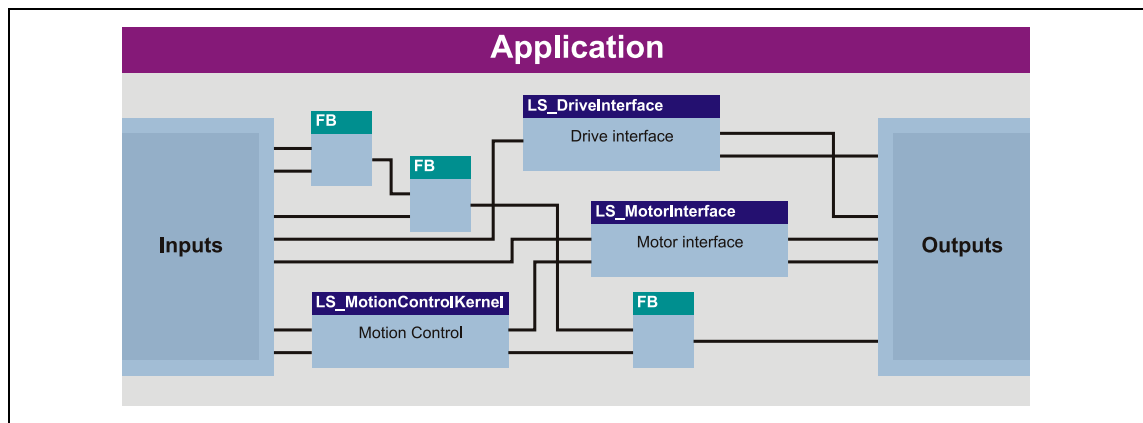 Application
LS_DriveInterface
Drive interface
FB
FB
LS_MotorInterface
Motor interface
Inputs
Outputs
LS_MotionControlKernel
Motion Control
FB